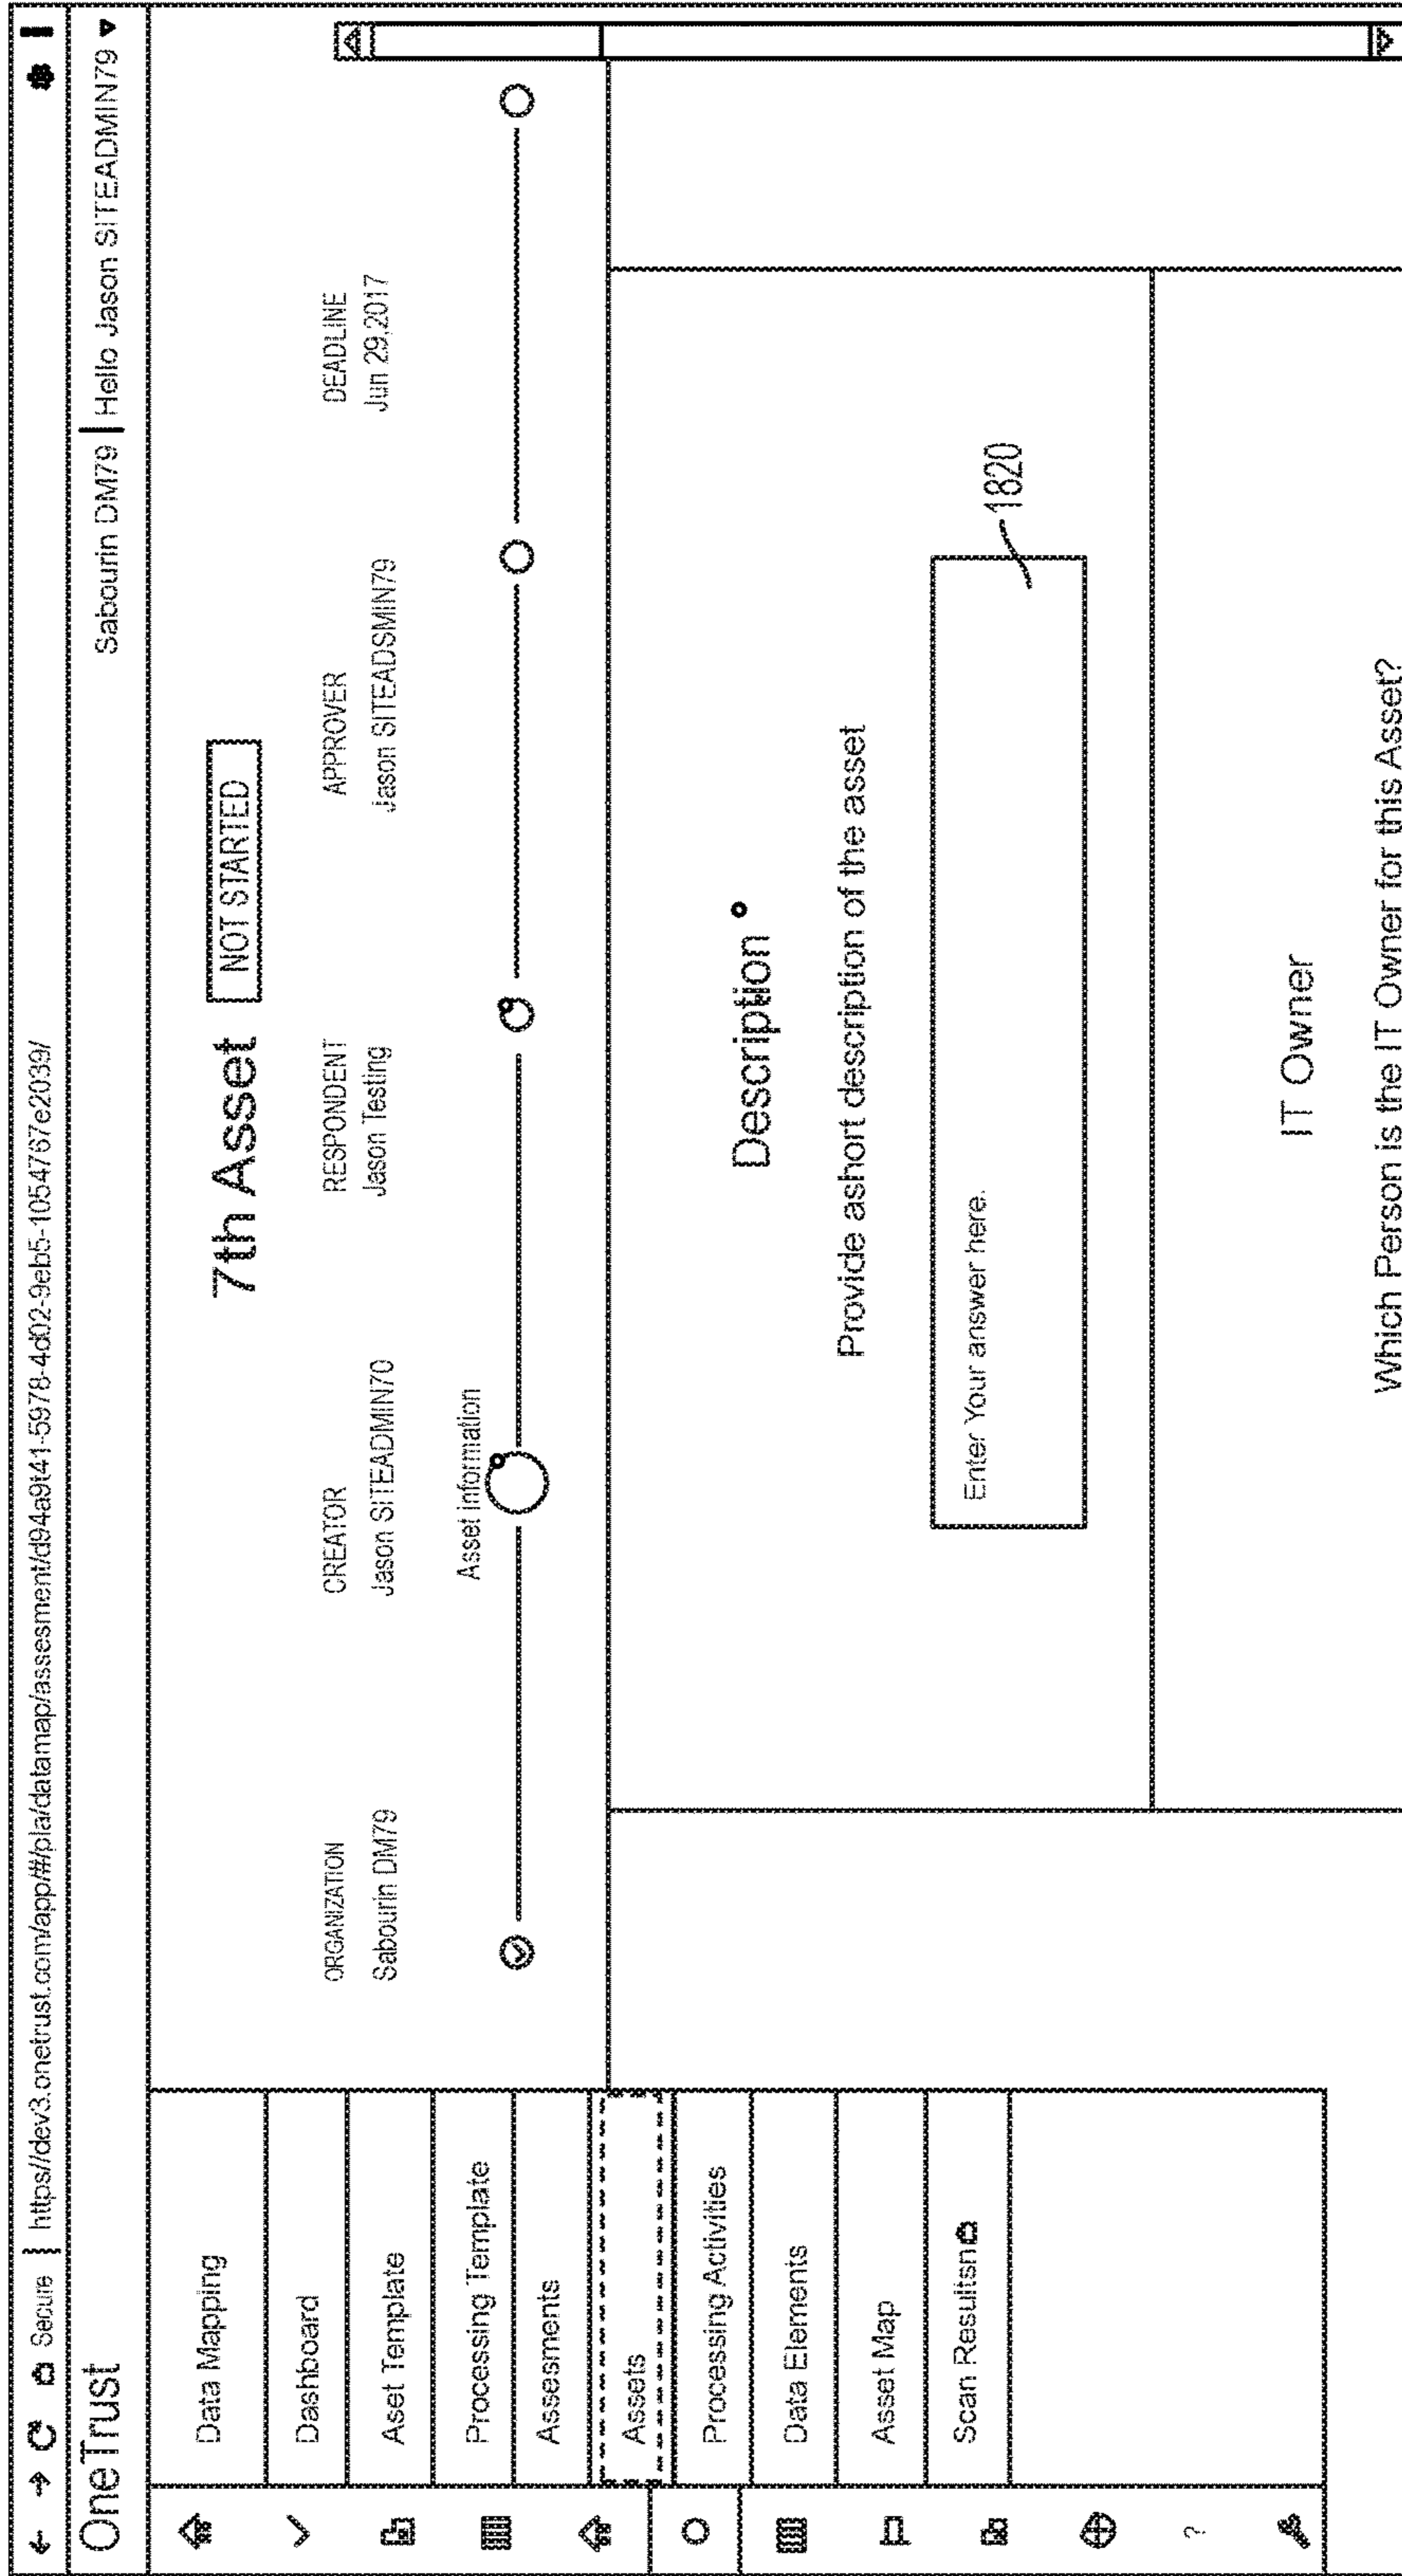 Secure | https//dev3.onetrust.com/app/#/pla/datamap/assesment/d94a9t41-5978-4d02-9eb5-1054767e2039/
OneTrust
Sabourin DM79 | Hello Jason SITEADMIN79
Data Mapping
Dashboard
Aset Template
Processing Template
Assesments
Assets
Processing Activities
Data Elements
Asset Map
Scan Resultsn
?
7th Asset NOT STARTED
ORGANIZATION
Sabourin DM79
CREATOR
Jason SITEADMIN70
RESPONDENT
Jason Testing
APPROVER
Jason SITEADSMIN79
DEADLINE
Jun 29,2017
Asset information
Description
Provide ashort description of the asset
Enter Your answer here.
1820
IT Owner
Which Person is the IT Owner for this Asset?